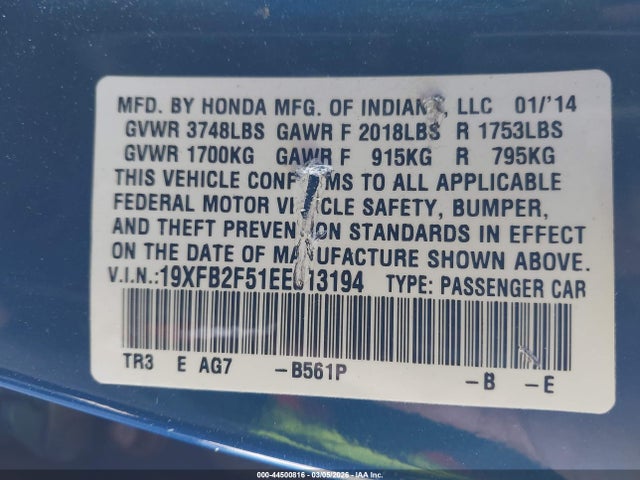 MFD. BY HONDA MFG. OF INDIANA, LLC 01/'14
GVWR 3748LBS GAWR F 2018LBS R 1753LBS
GVWR 1700KG GAWR F 915KG R 795KG
THIS VEHICLE CONFORMS TO ALL APPLICABLE
FEDERAL MOTOR VEHICLE SAFETY, BUMPER,
AND THEFT PREVENTION STANDARDS IN EFFECT
ON THE DATE OF MANUFACTURE SHOWN ABOVE.
V.I.N.:19XFB2F51EE013194 TYPE: PASSENGER CAR
TR3 E AG7 -B561P -B -E
000-44500816 | 03/05/2026 | IAA Inc.